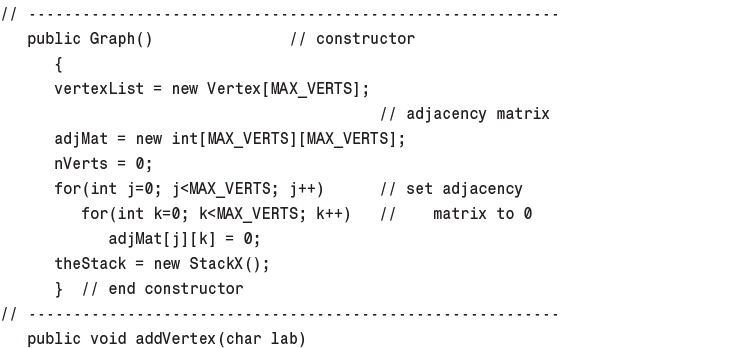 // -----------------------------------------------------------
   public Graph()               // constructor
      {
      vertexList = new Vertex[MAX_VERTS];
                                          // adjacency matrix
      adjMat = new int[MAX_VERTS][MAX_VERTS];
      nVerts = 0;
      for(int j=0; j<MAX_VERTS; j++)      // set adjacency
         for(int k=0; k<MAX_VERTS; k++)   //    matrix to 0
            adjMat[j][k] = 0;
      theStack = new StackX();
      }  // end constructor
// -----------------------------------------------------------
   public void addVertex(char lab)